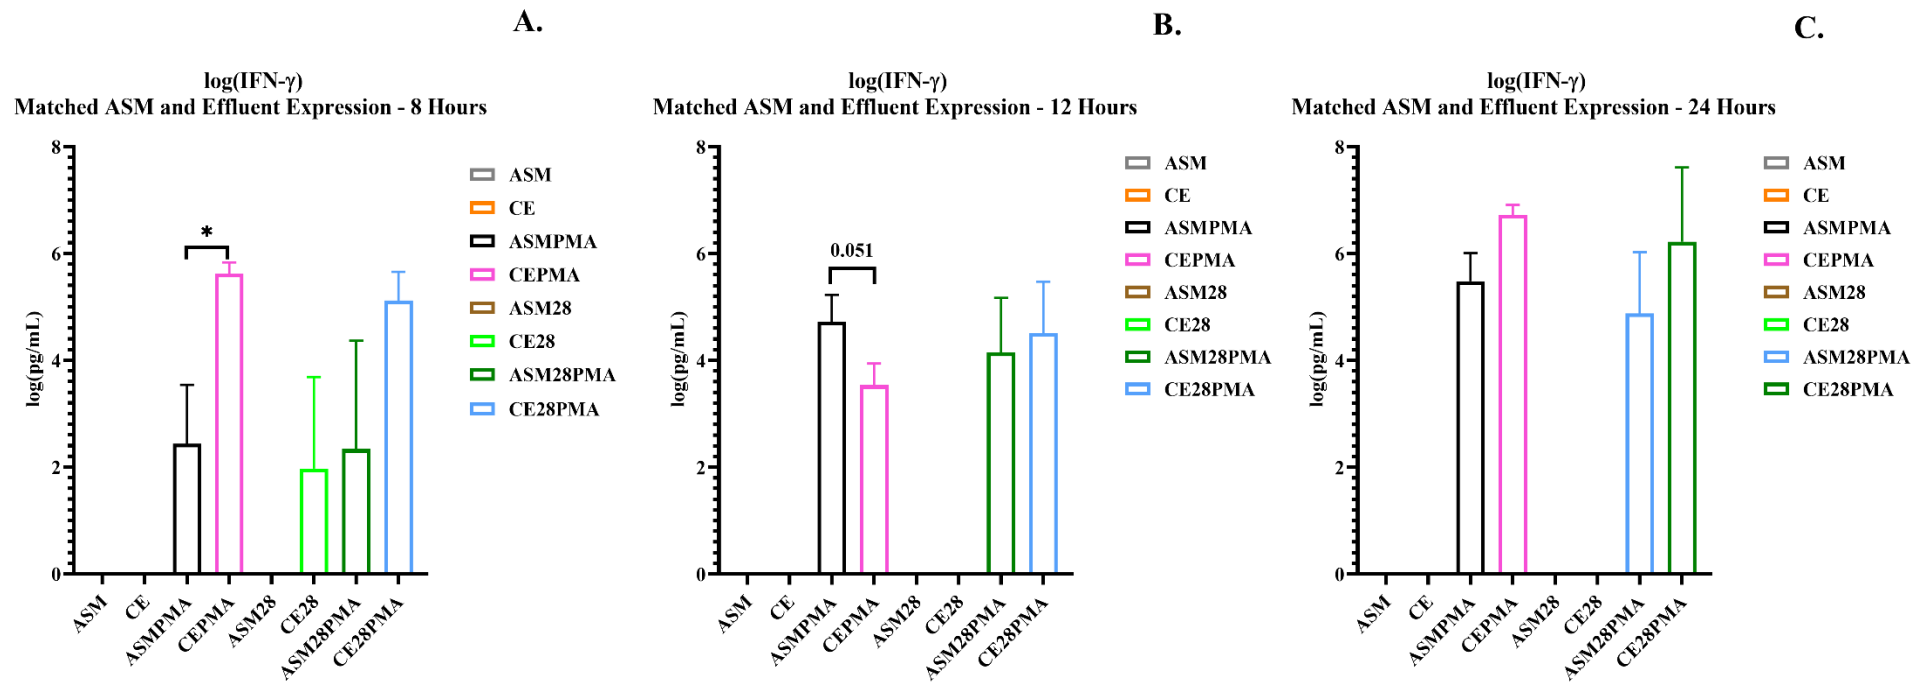 A.
log(IFN-γ)
Matched ASM and Effluent Expression - 8 Hours
log(pg/mL)
8
6
4
2
0
*
ASM
CE
ASMPMA
CEPMA
ASM28
CE28
ASM28PMA
CE28PMA
ASM
CE
ASMPMA
CEPMA
ASM28
CE28
ASM28PMA
CE28PMA
B.
log(IFN-γ)
Matched ASM and Effluent Expression - 12 Hours
log(pg/mL)
8
6
4
2
0
0.051
ASM
CE
ASMPMA
CEPMA
ASM28
CE28
ASM28PMA
CE28PMA
ASM
CE
ASMPMA
CEPMA
ASM28
CE28
ASM28PMA
CE28PMA
C.
log(IFN-γ)
Matched ASM and Effluent Expression - 24 Hours
log(pg/mL)
8
6
4
2
0
ASM
CE
ASMPMA
CEPMA
ASM28
CE28
ASM28PMA
CE28PMA
ASM
CE
ASMPMA
CEPMA
ASM28
CE28
ASM28PMA
CE28PMA